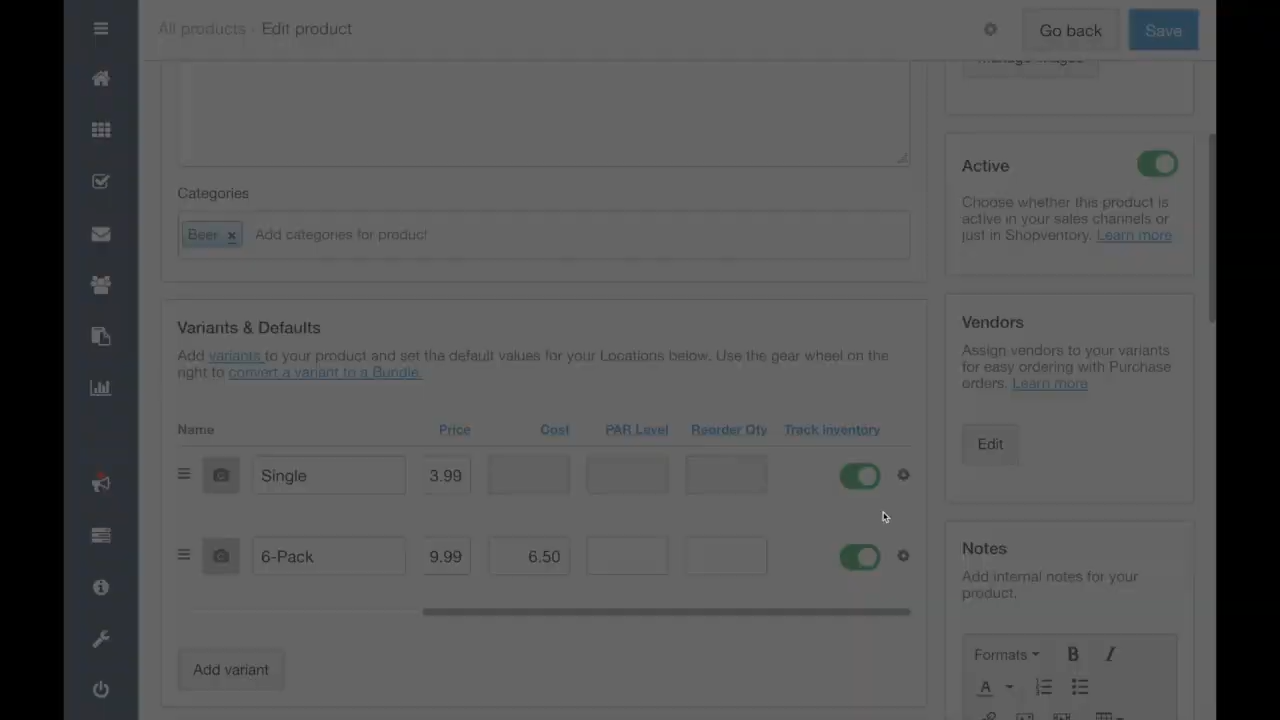 All products › Edit product
Go back
Save
Manage images
Categories
Beer x Add categories for product
Active
Choose whether this product is
active in your sales channels or
just in Shopventory. Learn more
Variants & Defaults
Add variants to your product and set the default values for your Locations below. Use the gear wheel on the
right to convert a variant to a Bundle.
Name Price Cost PAR Level Reorder Qty Track inventory
Single 3.99
6-Pack 9.99 6.50
Add variant
Vendors
Assign vendors to your variants
for easy ordering with Purchase
orders. Learn more
Edit
Notes
Add internal notes for your
product.
Formats B I
A